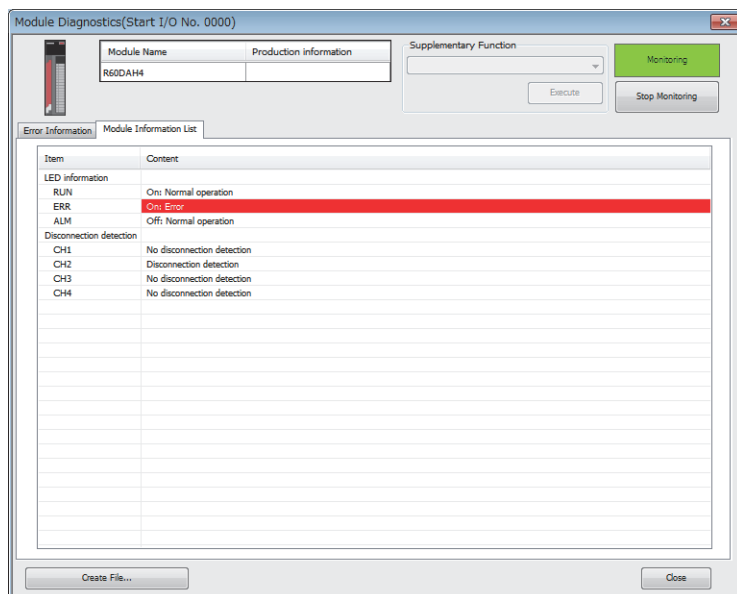 Module Diagnostics(Start I/O No. 0000)
Module Name Production information
R60DAH4
Supplementary Function
Execute
Monitoring
Stop Monitoring
Error Information Module Information List
Item Content
LED information
RUN On: Normal operation
ERR On: Error
ALM Off: Normal operation
Disconnection detection
CH1 No disconnection detection
CH2 Disconnection detection
CH3 No disconnection detection
CH4 No disconnection detection
Create File... Close